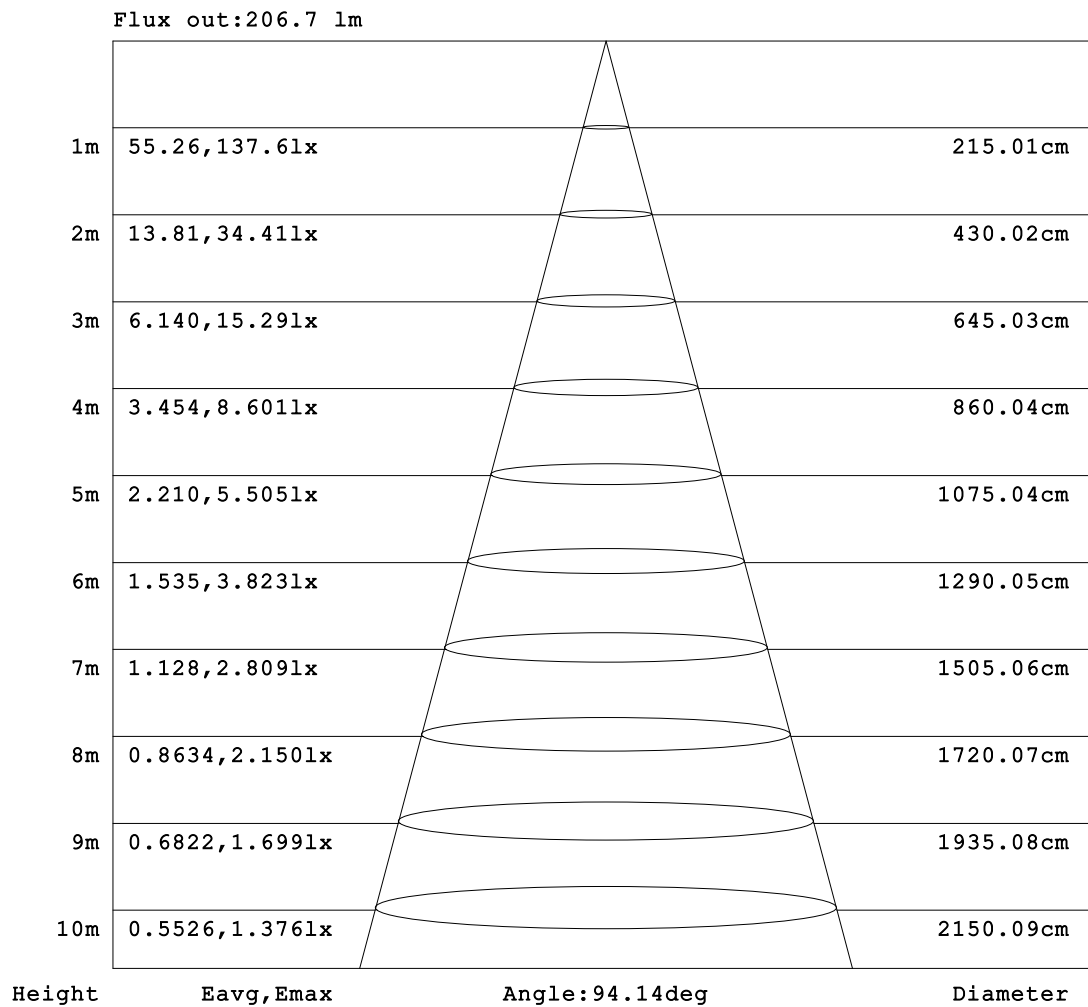 Flux out:206.7 lm
1m 55.26,137.6lx 215.01cm
2m 13.81,34.41lx 430.02cm
3m 6.140,15.29lx 645.03cm
4m 3.454,8.601lx 860.04cm
5m 2.210,5.505lx 1075.04cm
6m 1.535,3.823lx 1290.05cm
7m 1.128,2.809lx 1505.06cm
8m 0.8634,2.150lx 1720.07cm
9m 0.6822,1.699lx 1935.08cm
10m 0.5526,1.376lx 2150.09cm
Height Eavg,Emax Angle:94.14deg Diameter